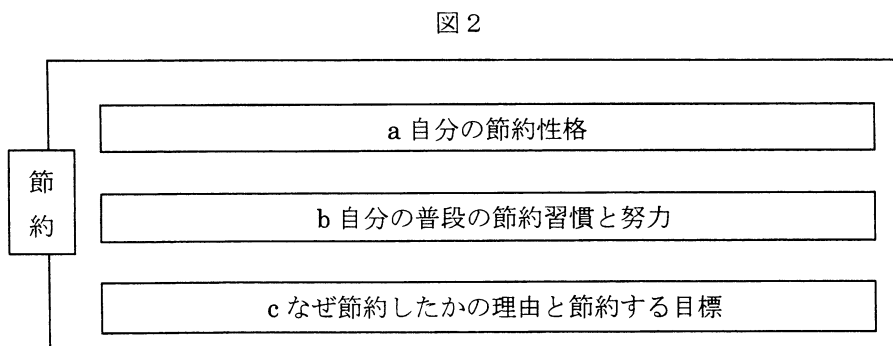 図２
a 自分の節約性格
節約
b 自分の普段の節約習慣と努力
c なぜ節約したかの理由と節約する目標